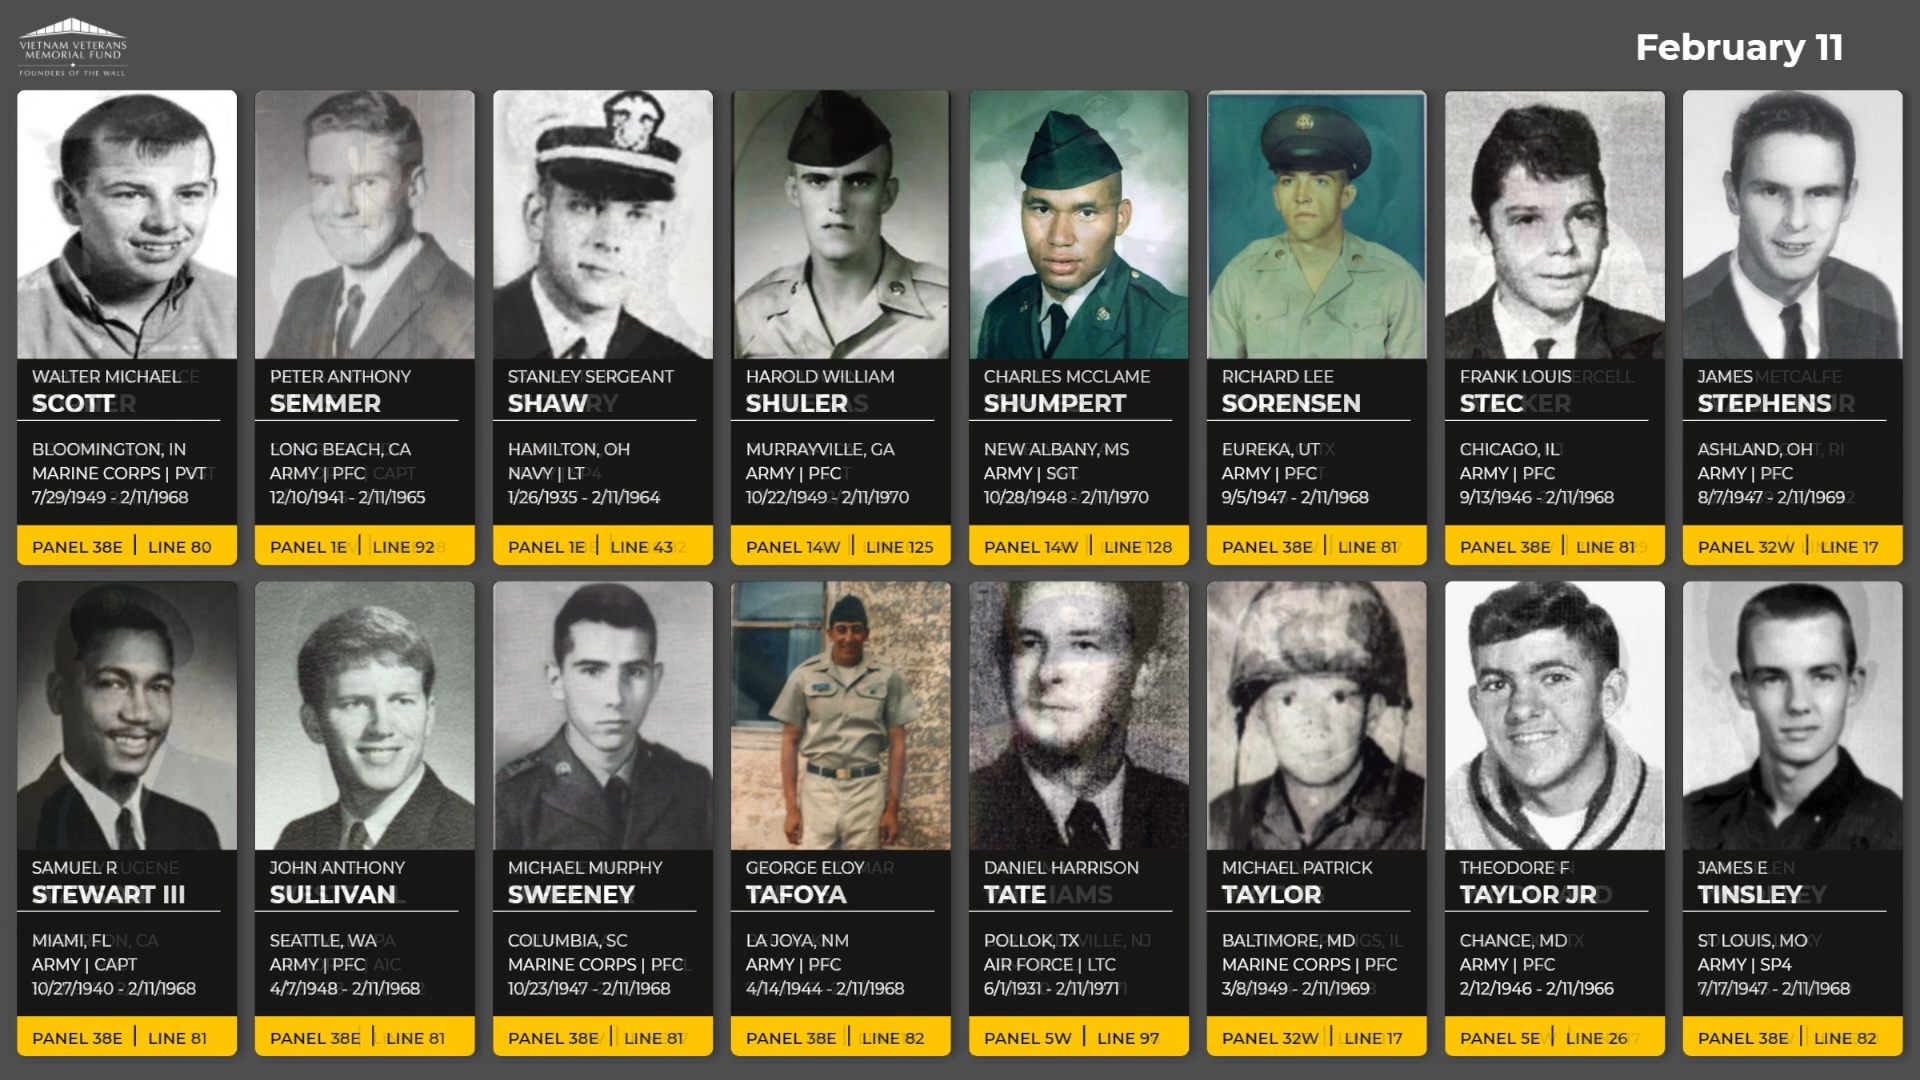 VIETNAM VETERANS
MEMORIAL FUND
FOUNDERS OF THE WALL
February 11
WALTER MICHAEL
SCOTT
BLOOMINGTON, IN
MARINE CORPS | PVT
7/29/1949 - 2/11/1968
PANEL 38E | LINE 80
PETER ANTHONY
SEMMER
LONG BEACH, CA
ARMY | PFC
12/10/1941 - 2/11/1965
PANEL 1E | LINE 92
STANLEY SERGEANT
SHAW
HAMILTON, OH
NAVY | LT
1/26/1935 - 2/11/1964
PANEL 1E | LINE 43
HAROLD WILLIAM
SHULER
MURRAYVILLE, GA
ARMY | PFC
10/22/1949 - 2/11/1970
PANEL 14W | LINE 125
CHARLES MCCLAME
SHUMPERT
NEW ALBANY, MS
ARMY | SGT
10/28/1948 - 2/11/1970
PANEL 14W | LINE 128
RICHARD LEE
SORENSEN
EUREKA, UT
ARMY | PFC
9/5/1947 - 2/11/1968
PANEL 38E | LINE 81
FRANK LOUIS
STEC
CHICAGO, IL
ARMY | PFC
9/13/1946 - 2/11/1968
PANEL 38E | LINE 81
JAMES
STEPHENS
ASHLAND, OH
ARMY | PFC
8/7/1947 - 2/11/1969
PANEL 32W | LINE 17
SAMUEL R
STEWART III
MIAMI, FL
ARMY | CAPT
10/27/1940 - 2/11/1968
PANEL 38E | LINE 81
JOHN ANTHONY
SULLIVAN
SEATTLE, WA
ARMY | PFC
4/7/1948 - 2/11/1968
PANEL 38E | LINE 81
MICHAEL MURPHY
SWEENEY
COLUMBIA, SC
MARINE CORPS | PFC
10/23/1947 - 2/11/1968
PANEL 38E | LINE 81
GEORGE ELOY
TAFOYA
LA JOYA, NM
ARMY | PFC
4/14/1944 - 2/11/1968
PANEL 38E | LINE 82
DANIEL HARRISON
TATE
POLLOK, TX
AIR FORCE | LTC
6/1/1931 - 2/11/1971
PANEL 5W | LINE 97
MICHAEL PATRICK
TAYLOR
BALTIMORE, MD
MARINE CORPS | PFC
3/8/1949 - 2/11/1969
PANEL 32W | LINE 17
THEODORE F
TAYLOR JR
CHANCE, MD
ARMY | PFC
2/12/1946 - 2/11/1966
PANEL 5E | LINE 26
JAMES E
TINSLEY
ST LOUIS, MO
ARMY | SP4
7/17/1947 - 2/11/1968
PANEL 38E | LINE 82